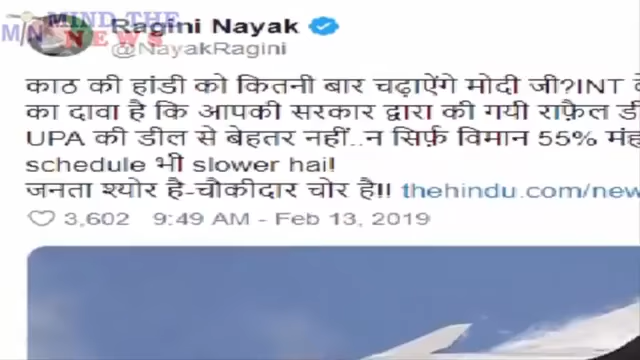 MIND THE
NEWS
M/N
Ragini Nayak
@NayakRagini
काठ की हांडी को कितनी बार चढ़ाऐंगे मोदी जी?INT
का दावा है कि आपकी सरकार द्वारा की गयी राफ़ैल
UPA की डील से बेहतर नहीं..न सिर्फ़ विमान 55%
schedule भी slower hai!
जनता श्योर है-चौकीदार चोर है!! thehindu.com/new
3,602 9:49 AM - Feb 13, 2019